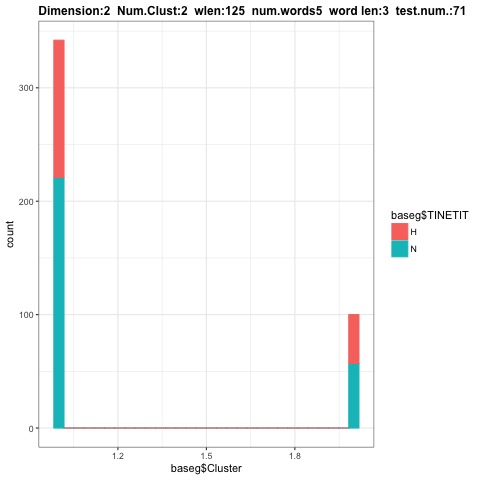 Dimension:2 Num.Clust:2 wlen:125 num.words5 word len:3 test.num.:71
300
200
100
0
count
1.2 1.5 1.8
baseg$Cluster
baseg$TINETIT
H
N